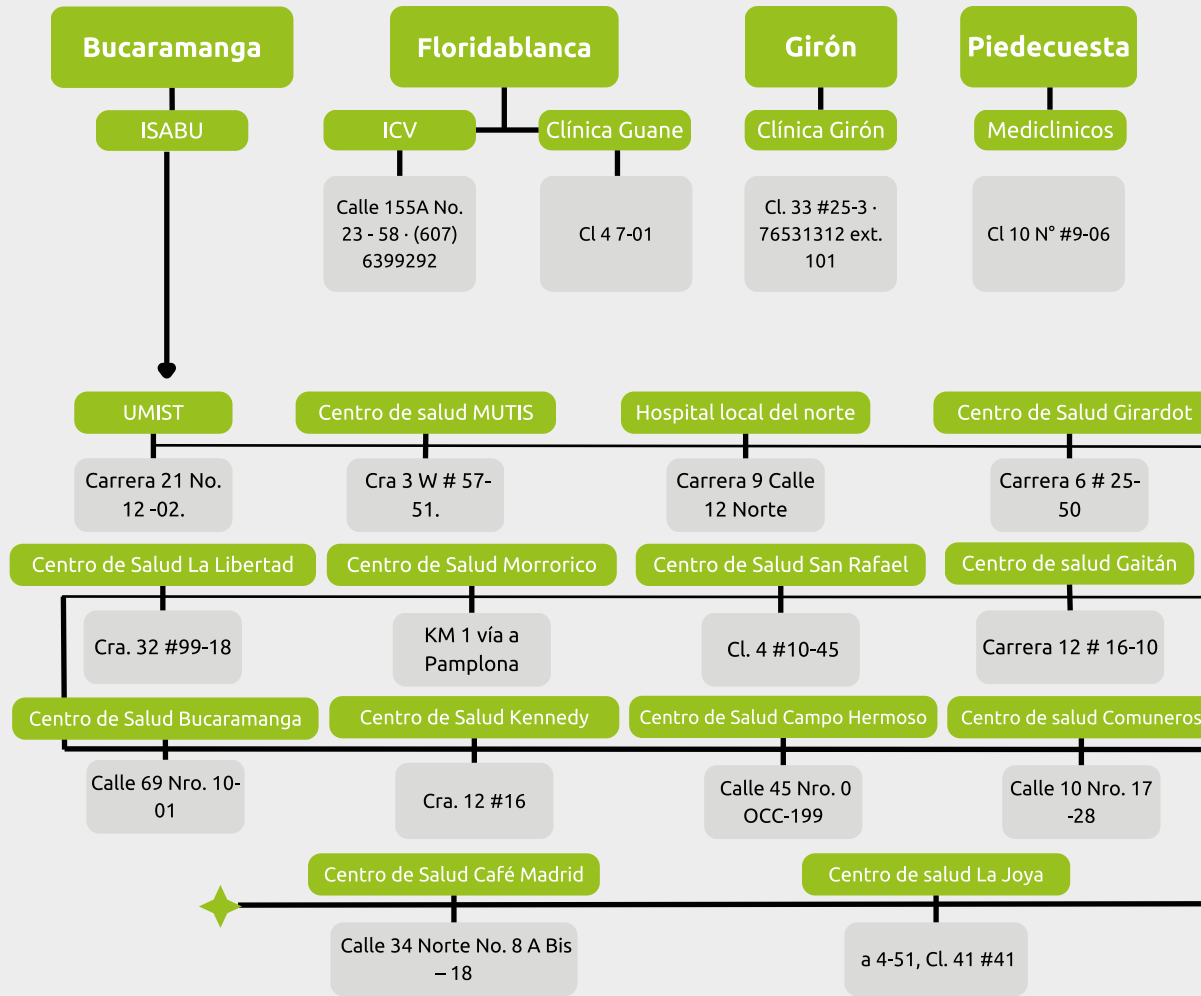 Bucaramanga
Floridablanca
Girón
Piedecuesta
ISABU
ICV
Clínica Guane
Clínica Girón
Mediclinicos
Calle 155A No.
23 - 58 · (607)
6399292
Cl 4 7-01
Cl. 33 #25-3 ·
76531312 ext.
101
Cl 10 N° #9-06
UMIST
Centro de salud MUTIS
Hospital local del norte
Centro de Salud Girardot
Carrera 21 No.
12 -02.
Cra 3 W # 57-
51.
Carrera 9 Calle
12 Norte
Carrera 6 # 25-
50
Centro de Salud La Libertad
Centro de Salud Morrorico
Centro de Salud San Rafael
Centro de salud Gaitán
Cra. 32 #99-18
KM 1 vía a
Pamplona
Cl. 4 #10-45
Carrera 12 # 16-10
Centro de Salud Bucaramanga
Centro de Salud Kennedy
Centro de Salud Campo Hermoso
Centro de salud Comuneros
Calle 69 Nro. 10-
01
Cra. 12 #16
Calle 45 Nro. 0
OCC-199
Calle 10 Nro. 17
-28
Centro de Salud Café Madrid
Centro de salud La Joya
Calle 34 Norte No. 8 A Bis
– 18
a 4-51, Cl. 41 #41